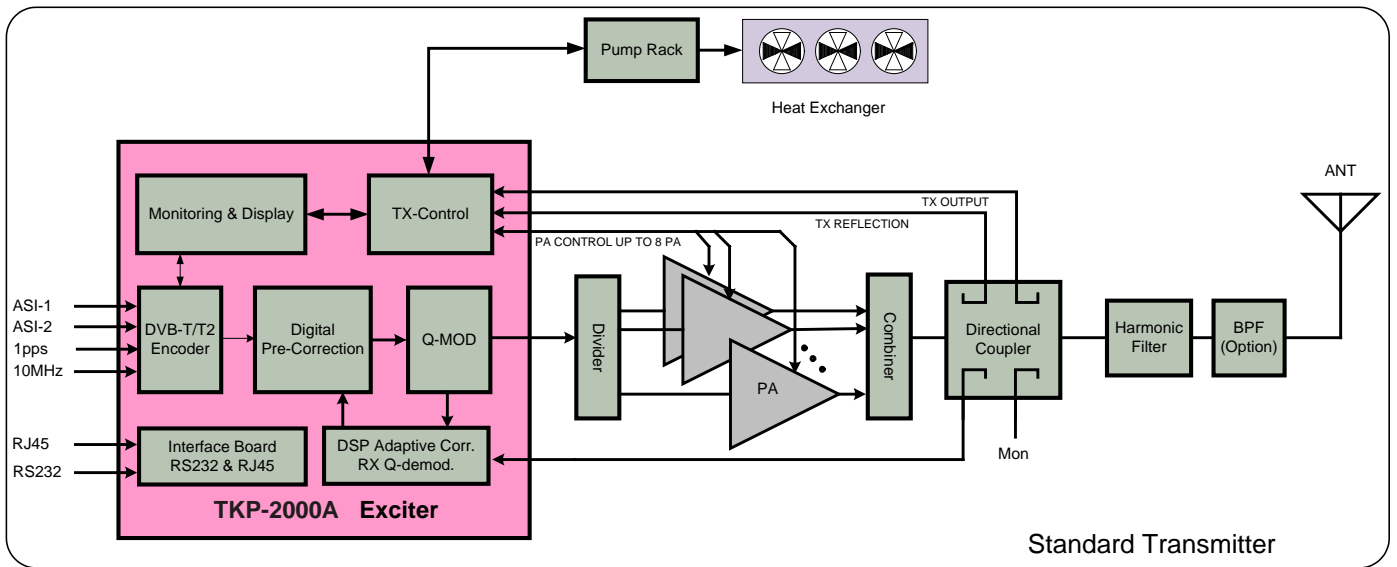 Pump Rack
Heat Exchanger
ANT
Monitoring & Display
TX-Control
TX OUTPUT
TX REFLECTION
PA CONTROL UP TO 8 PA
ASI-1
ASI-2
1pps
10MHz
DVB-T/T2
Encoder
Digital
Pre-Correction
Q-MOD
Divider
PA
Combiner
Directional
Coupler
Harmonic
Filter
BPF
(Option)
RJ45
RS232
Interface Board
RS232 & RJ45
DSP Adaptive Corr.
RX Q-demod.
Mon
TKP-2000A Exciter
Standard Transmitter